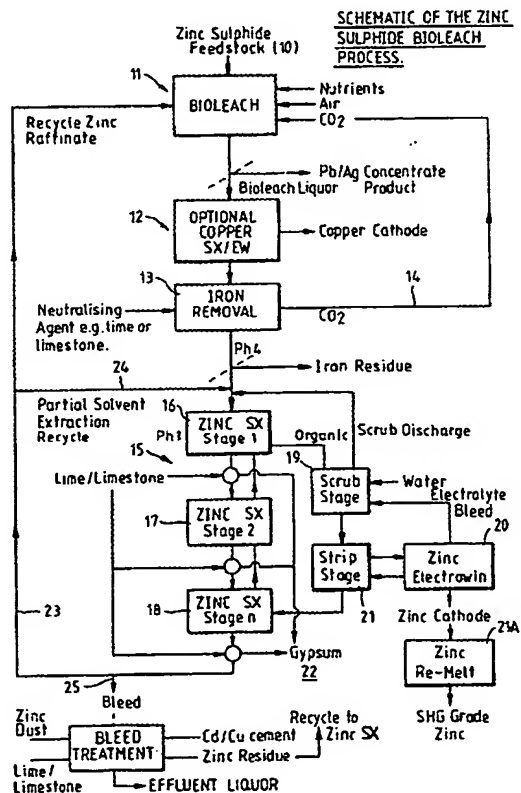 SCHEMATIC OF THE ZINC
SULPHIDE BIOLEACH
PROCESS.
Zinc Sulphide
Feedstock (10)
11
BIOLEACH
Nutrients
Air
CO2
Recycle Zinc
Raffinate
Pb/Ag Concentrate
Product
Bioleach Liquor
12
OPTIONAL
COPPER
SX/EW
Copper Cathode
13
IRON
REMOVAL
14
CO2
Neutralising
Agent e.g. lime or
limestone.
Ph4
24
Iron Residue
Partial Solvent
Extraction
Recycle
16
Ph1
ZINC SX
Stage 1
Organic
Scrub Discharge
15
19
Lime/Limestone
Scrub
Stage
Water
Electrolyte
Bleed
17
ZINC SX
Stage 2
20
Strip
Stage
21
Zinc
Electrowin
18
ZINC SX
Stage n
Zinc Cathode
21A
23
Gypsum
22
Zinc
Re-Melt
25
Bleed
SHG Grade
Zinc
Zinc
Dust
BLEED
TREATMENT
Cd/Cu cement
Zinc Residue
Recycle to
Zinc SX
Lime/
Limestone
EFFLUENT LIQUOR